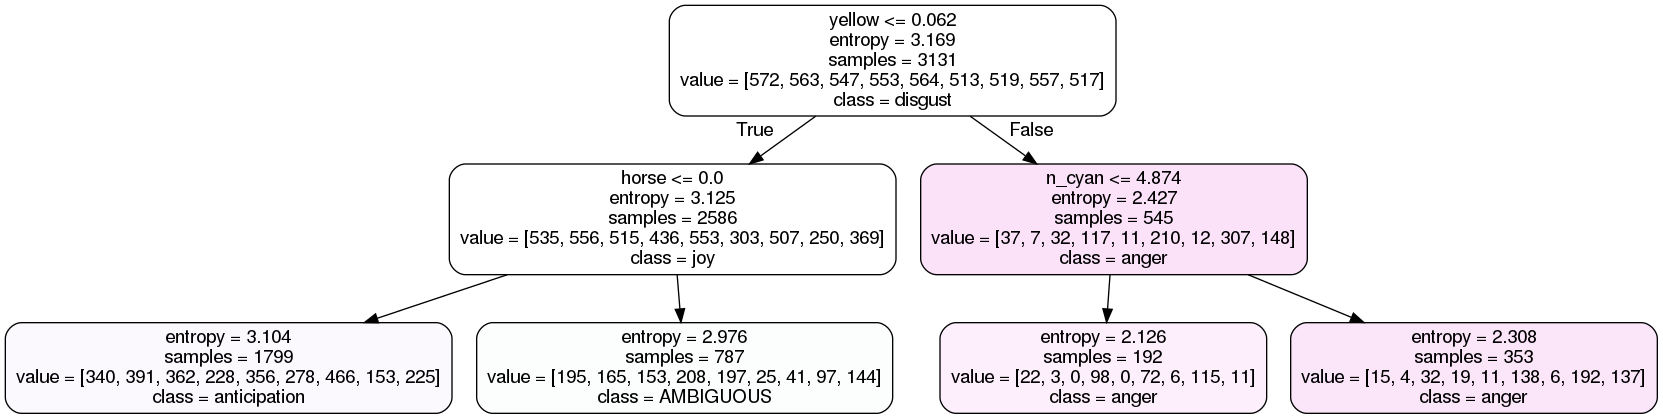 yellow <= 0.062
entropy = 3.169
samples = 3131
value = [572, 563, 547, 553, 564, 513, 519, 557, 517]
class = disgust
True
False
horse <= 0.0
entropy = 3.125
samples = 2586
value = [535, 556, 515, 436, 553, 303, 507, 250, 369]
class = joy
n_cyan <= 4.874
entropy = 2.427
samples = 545
value = [37, 7, 32, 117, 11, 210, 12, 307, 148]
class = anger
entropy = 3.104
samples = 1799
value = [340, 391, 362, 228, 356, 278, 466, 153, 225]
class = anticipation
entropy = 2.976
samples = 787
value = [195, 165, 153, 208, 197, 25, 41, 97, 144]
class = AMBIGUOUS
entropy = 2.126
samples = 192
value = [22, 3, 0, 98, 0, 72, 6, 115, 11]
class = anger
entropy = 2.308
samples = 353
value = [15, 4, 32, 19, 11, 138, 6, 192, 137]
class = anger